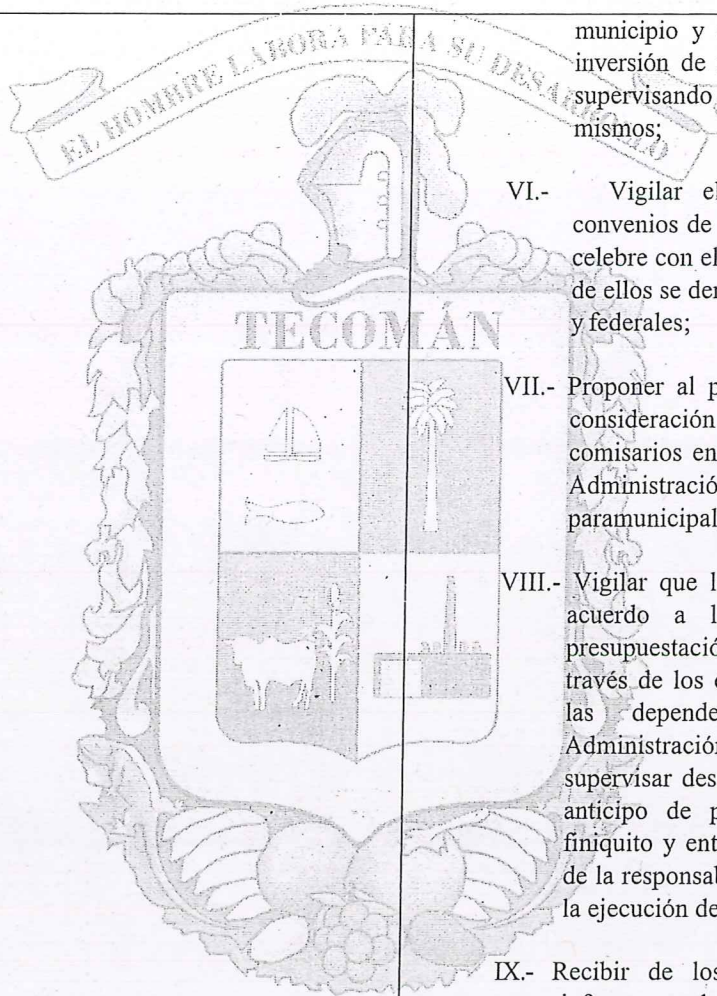 EL HOMBRE LABORA PARA SU DESARROLLO
TECOMÁN
municipio y
inversión de
supervisando
mismos;
VI.- Vigilar el
convenios de
celebre con el
de ellos se der
y federales;
VII.- Proponer al p
consideración
comisarios en
Administració
paramunicipal
VIII.- Vigilar que l
acuerdo a l
presupuestació
través de los
las depende
Administración
supervisar des
anticipo de p
finiquito y ent
de la responsal
la ejecución de
IX.- Recibir de los